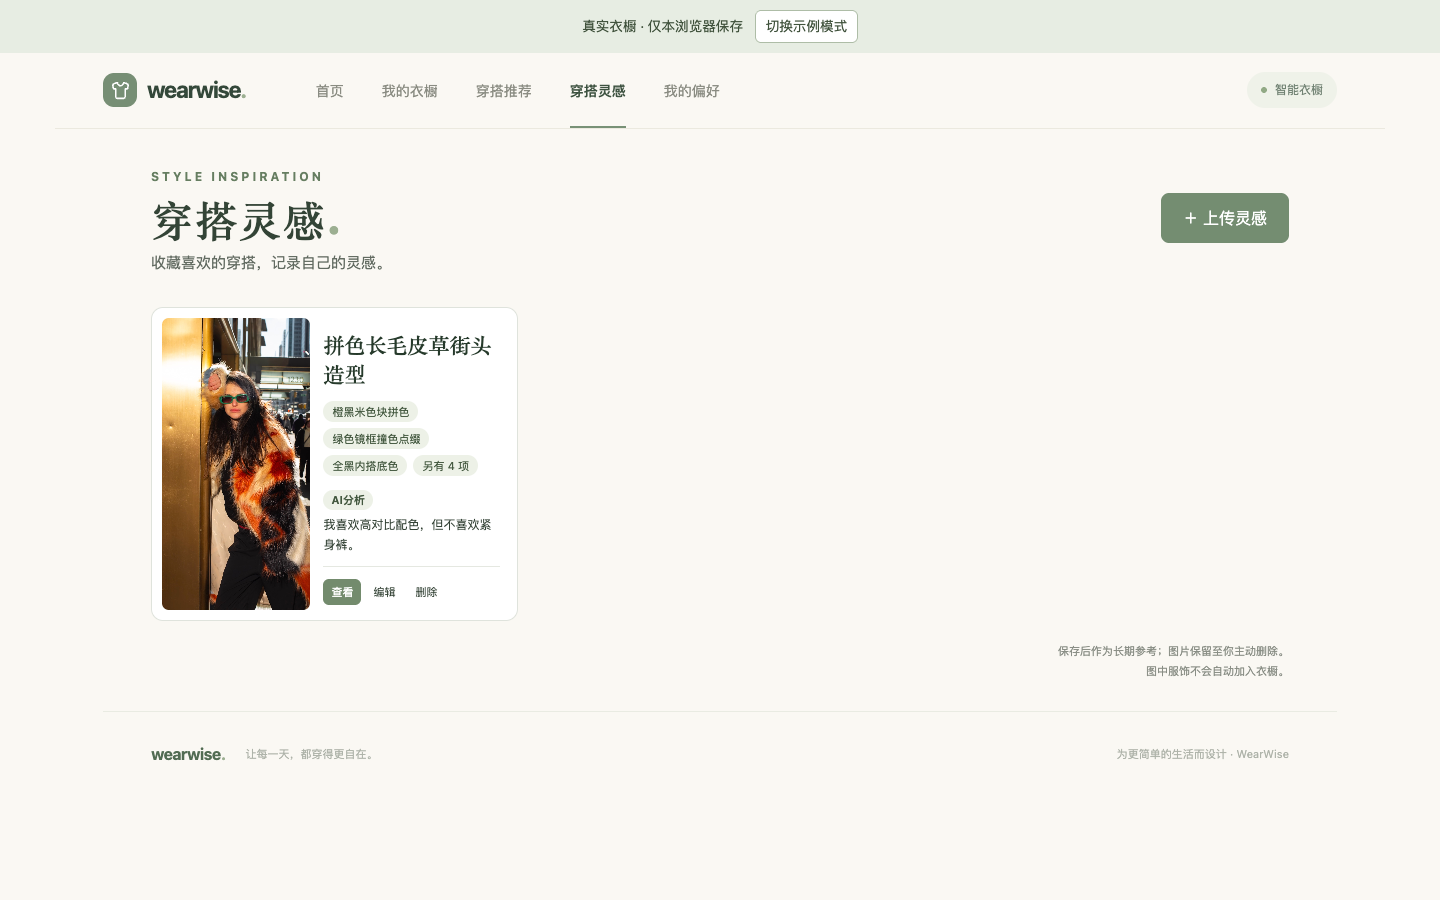 真实衣橱 · 仅本浏览器保存 切换示例模式
wearwise.
首页 我的衣橱 穿搭推荐 穿搭灵感 我的偏好
智能衣橱
STYLE INSPIRATION
穿搭灵感.
收藏喜欢的穿搭，记录自己的灵感。
+ 上传灵感
拼色长毛皮草街头
造型
橙黑米色块拼色
绿色镜框撞色点缀
全黑内搭底色 另有 4 项
AI分析
我喜欢高对比配色，但不喜欢紧
身裤。
查看 编辑 删除
保存后作为长期参考；图片保留至你主动删除。
图中服饰不会自动加入衣橱。
wearwise. 让每一天，都穿得更自在。
为更简单的生活而设计 · WearWise